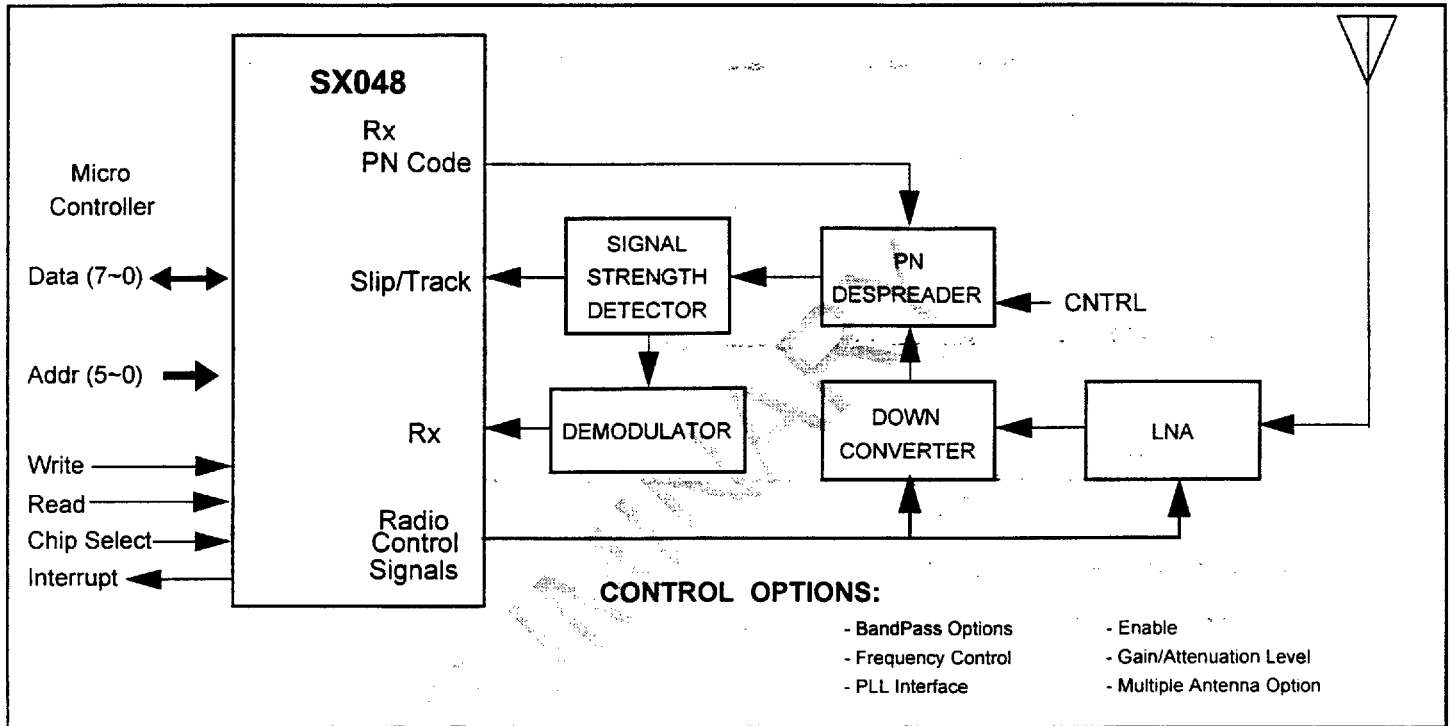 SX048
Rx
PN Code
Micro
Controller
Data (7~0)
Slip/Track
SIGNAL
STRENGTH
DETECTOR
PN
DESPREADER
CNTRL
Addr (5~0)
Rx
DEMODULATOR
DOWN
CONVERTER
LNA
Write
Read
Chip Select
Interrupt
Radio
Control
Signals
CONTROL OPTIONS:
- BandPass Options
- Frequency Control
- PLL Interface
- Enable
- Gain/Attenuation Level
- Multiple Antenna Option